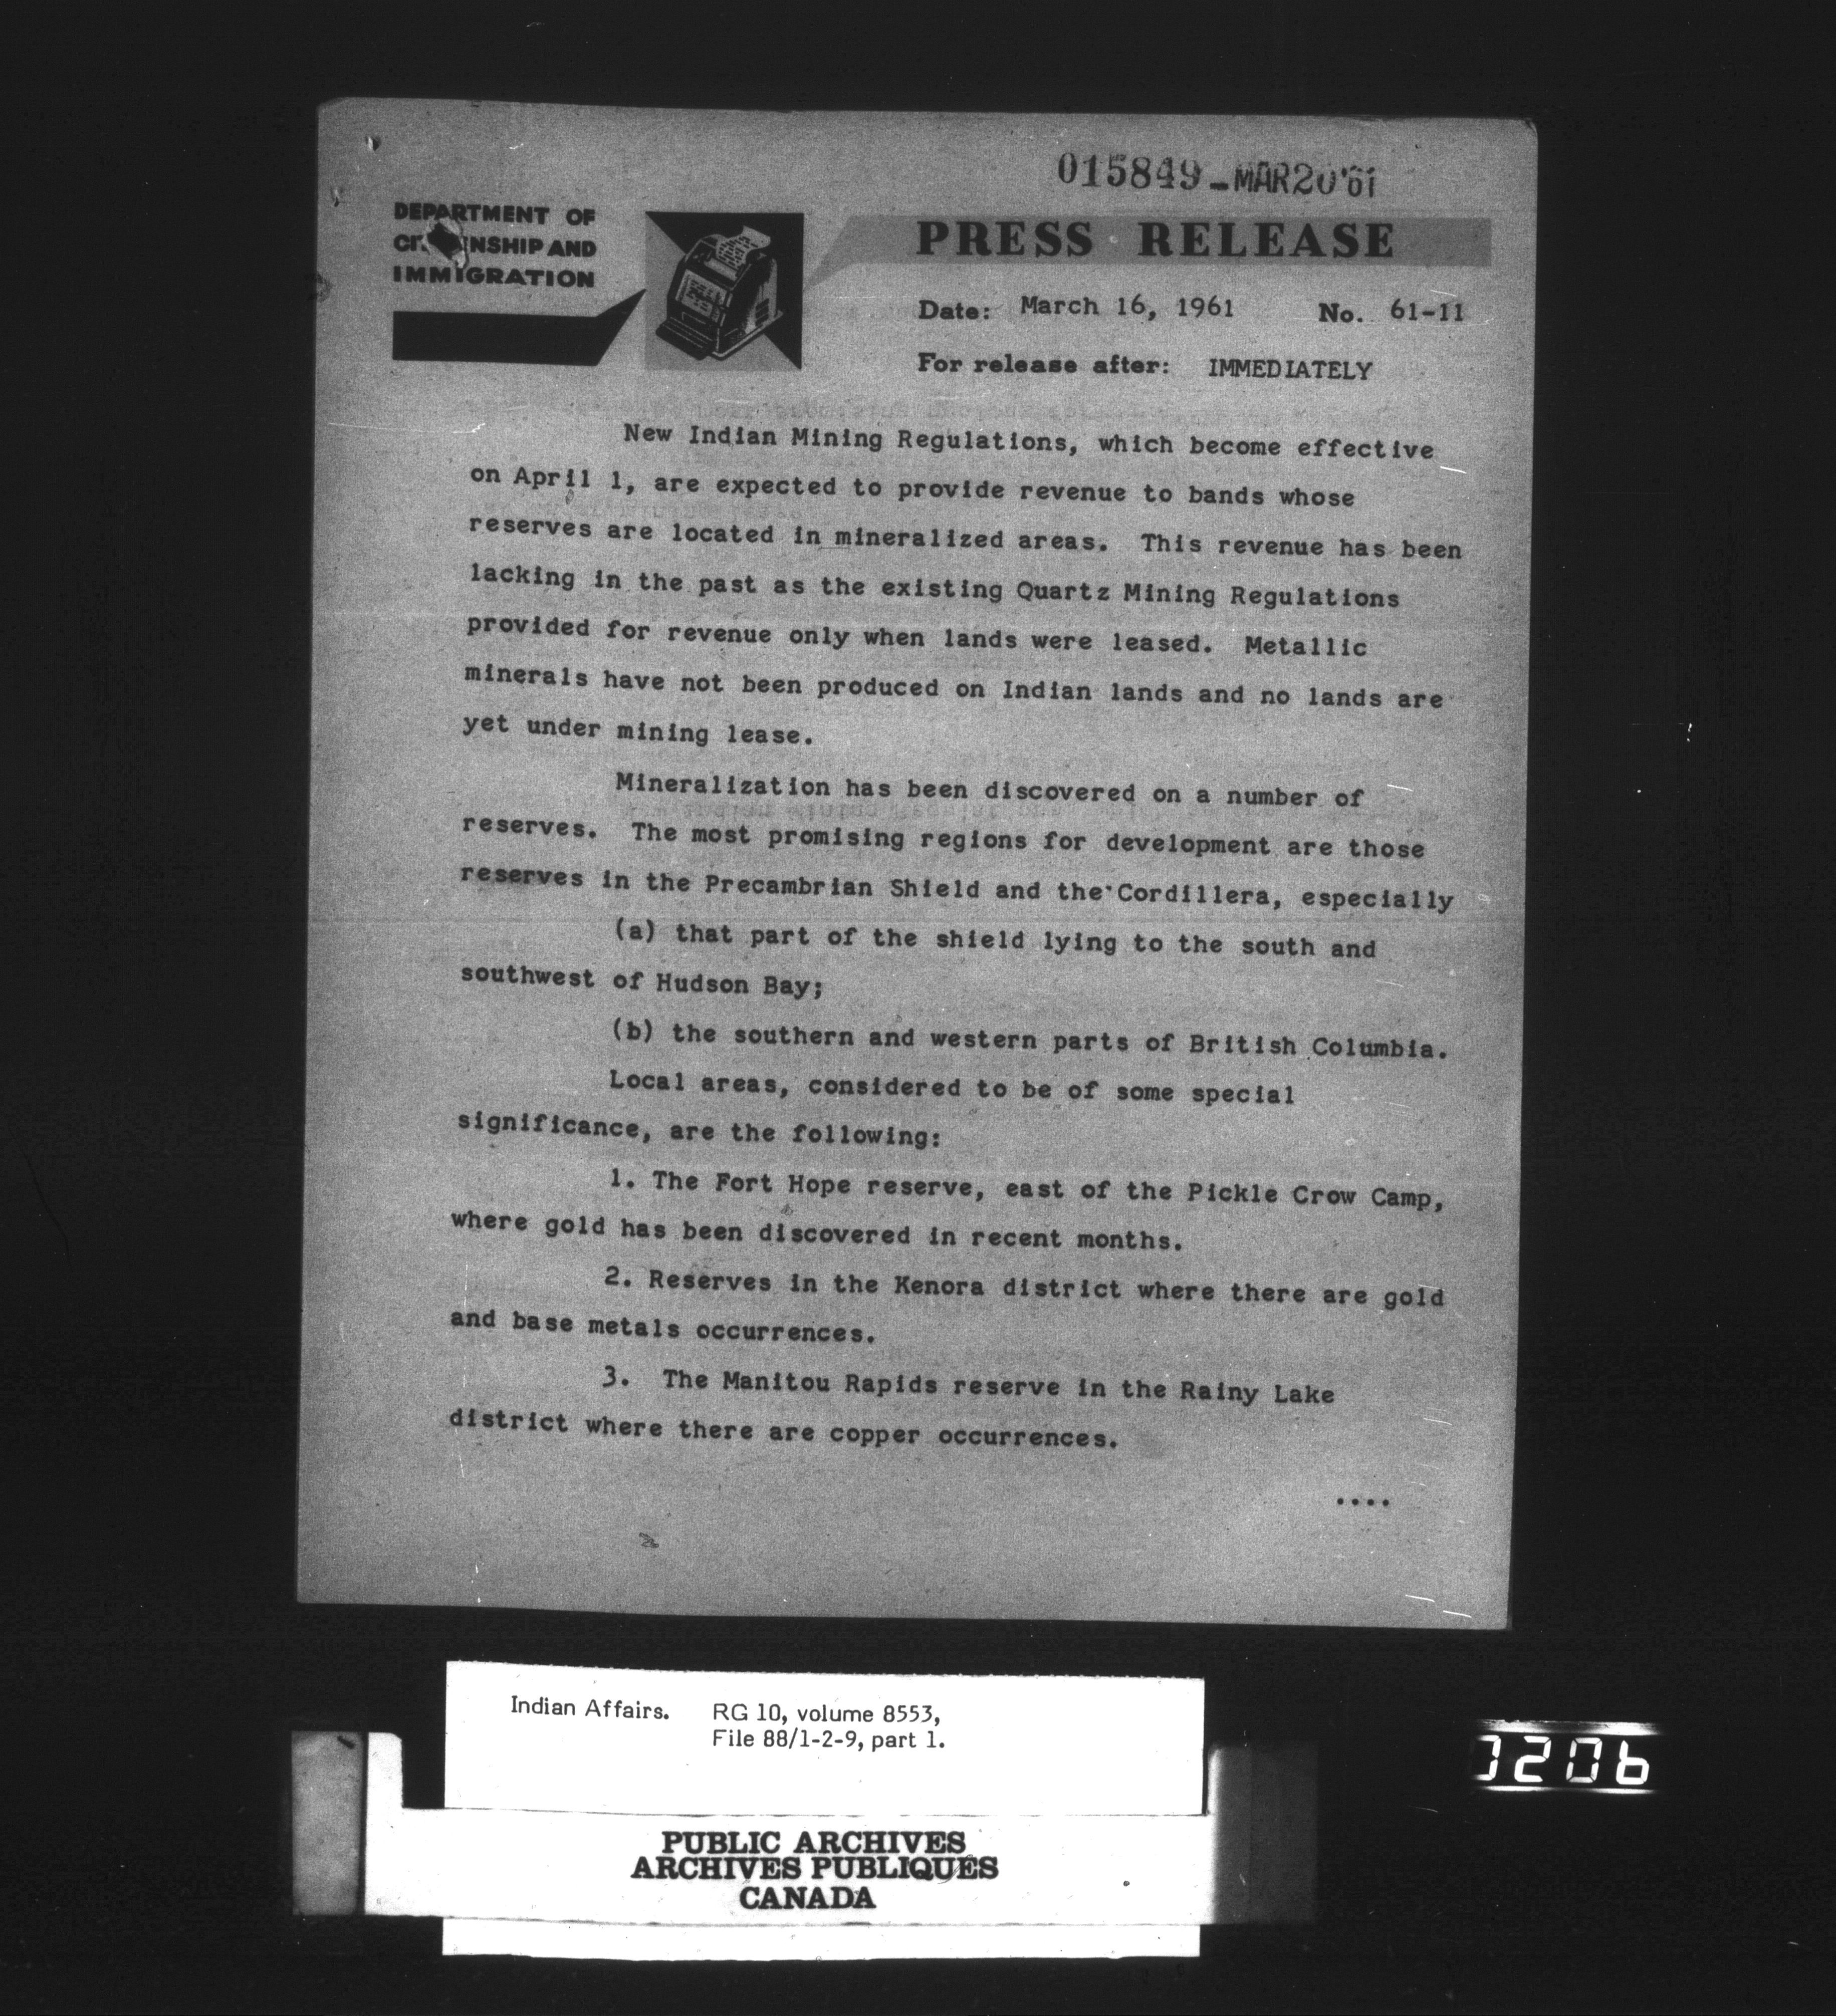 015849 - MAR 20 '61
DEPARTMENT OF
CIT  ENSHIP AND
IMMIGRATION
PRESS RELEASE
Date: March 16, 1961 No. 61-11
For release after: IMMEDIATELY
New Indian Mining Regulations, which become effective
on April 1, are expected to provide revenue to bands whose
reserves are located in mineralized areas. This revenue has been
lacking in the past as the existing Quartz Mining Regulations
provided for revenue only when lands were leased. Metallic
minerals have not been produced on Indian lands and no lands are
yet under mining lease.
Mineralization has been discovered on a number of
reserves. The most promising regions for development are those
reserves in the Precambrian Shield and the Cordillera, especially
(a) that part of the shield lying to the south and
southwest of Hudson Bay;
(b) the southern and western parts of British Columbia.
Local areas, considered to be of some special
significance, are the following:
1. The Fort Hope reserve, east of the Pickle Crow Camp,
where gold has been discovered in recent months.
2. Reserves in the Kenora district where there are gold
and base metals occurrences.
3. The Manitou Rapids reserve in the Rainy Lake
district where there are copper occurrences.
....
Indian Affairs. RG 10, volume 8553,
File 88/1-2-9, part 1.
PUBLIC ARCHIVES
ARCHIVES PUBLIQUES
CANADA
0206